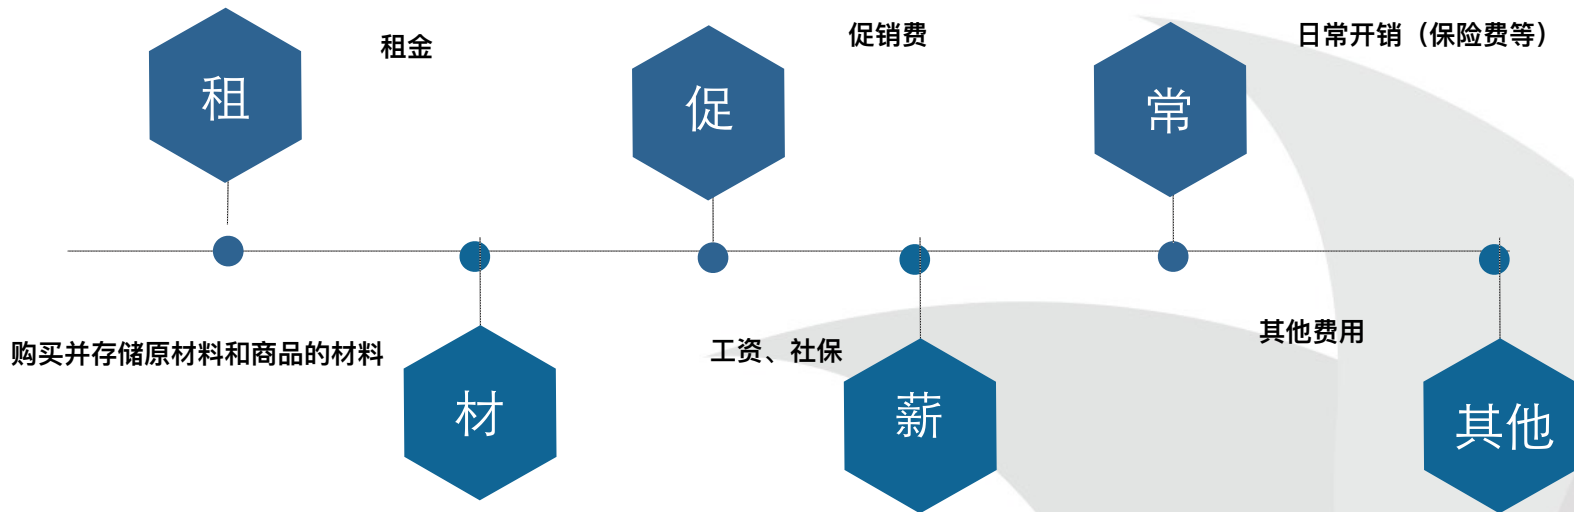 租
租金
促
促销费
常
日常开销（保险费等）
购买并存储原材料和商品的材料
材
工资、社保
薪
其他费用
其他